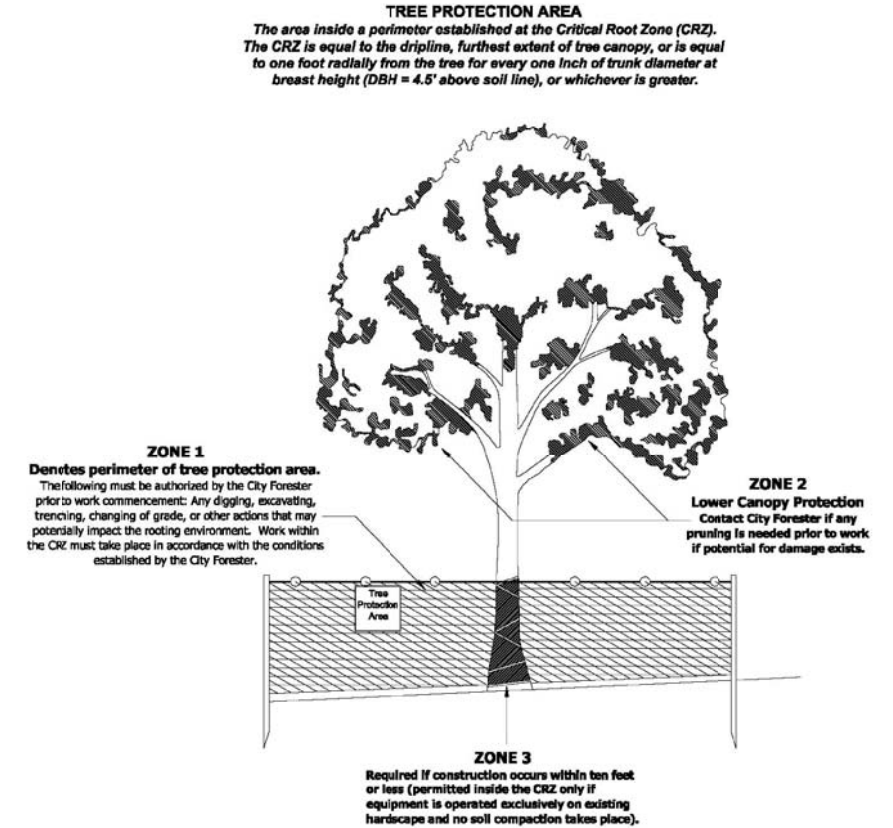 TREE PROTECTION AREA
The area inside a perimeter established at the Critical Root Zone (CRZ).
The CRZ is equal to the dripline, furthest extent of tree canopy, or is equal
to one foot radially from the tree for every one inch of trunk diameter at
breast height (DBH = 4.5' above soil line), or whichever is greater.
ZONE 1
Denotes perimeter of tree protection area.
The following must be authorized by the City Forester
prior to work commencement: Any digging, excavating,
trenching, changing of grade, or other actions that may
potenially impact the rooting environment. Work within
the CRZ must take place in accordance with the conditions
established by the City Forester.
ZONE 2
Lower Canopy Protection
Contact City Forester if any
pruning is needed prior to work
if potential for damage exists.
Tree
Protection
Area
ZONE 3
Required if construction occurs within ten feet
or less (permitted inside the CRZ only if
equipment is operated exclusively on existing
hardscape and no soil compaction takes place).